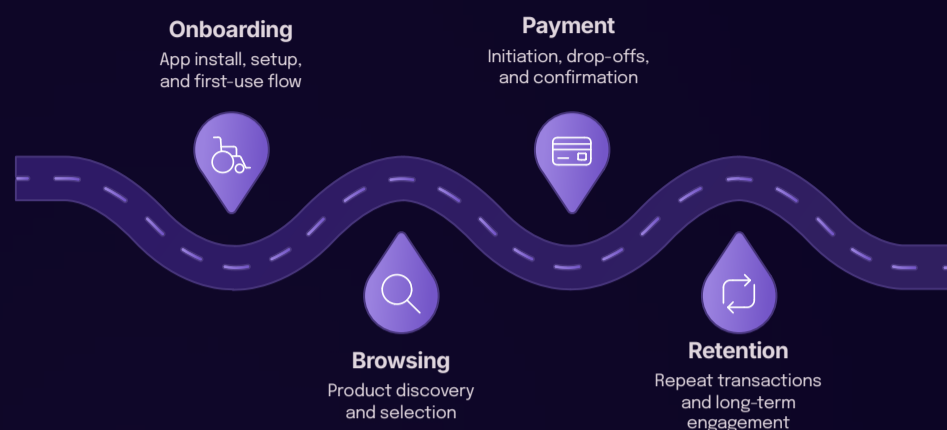 Onboarding
App install, setup,
and first-use flow
Payment
Initiation, drop-offs,
and confirmation
Browsing
Product discovery
and selection
Retention
Repeat transactions
and long-term
engagement